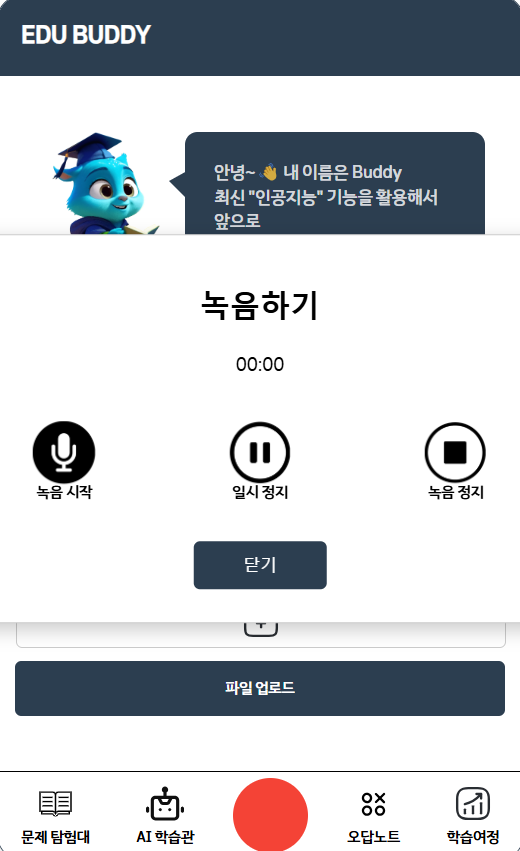 EDU BUDDY
안녕~ 👋 내 이름은 Buddy
최신 "인공지능" 기능을 활용해서
앞으로
녹음하기
00:00
녹음 시작
일시 정지
녹음 정지
닫기
파일 업로드
문제 탐험대
AI 학습관
오답노트
학습여정